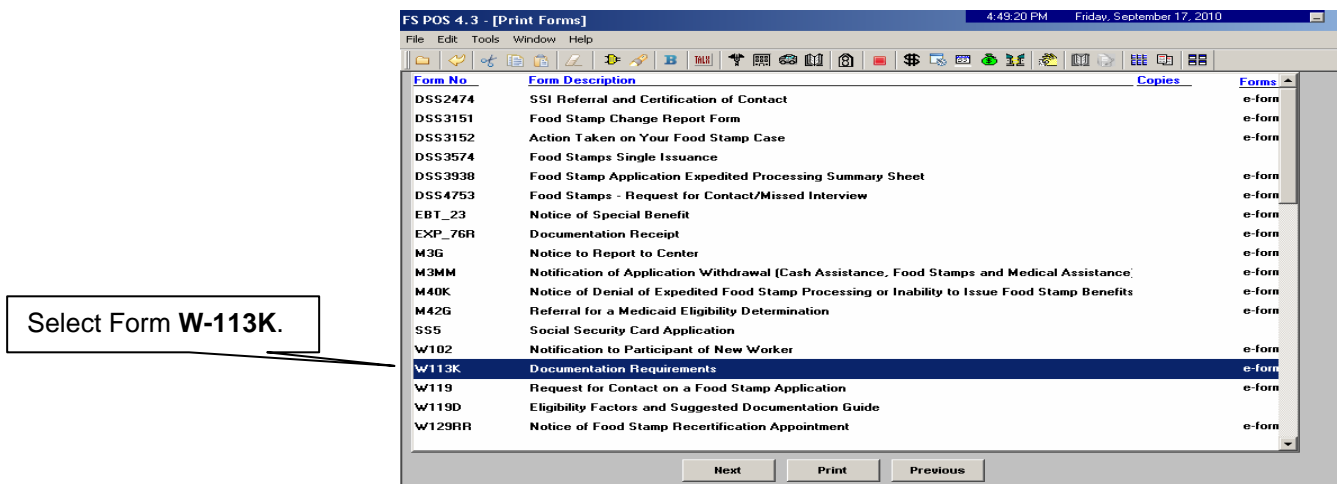 FS POS 4.3 - [Print Forms] 4:49:20 PM Friday, September 17, 2010
File Edit Tools Window Help
B TALX
Form No Form Description Copies Forms
DSS2474 SSI Referral and Certification of Contact e-form
DSS3151 Food Stamp Change Report Form e-form
DSS3152 Action Taken on Your Food Stamp Case e-form
DSS3574 Food Stamps Single Issuance
DSS3938 Food Stamp Application Expedited Processing Summary Sheet e-form
DSS4753 Food Stamps - Request for Contact/Missed Interview e-form
EBT_23 Notice of Special Benefit e-form
EXP_76R Documentation Receipt e-form
M3G Notice to Report to Center e-form
M3MM Notification of Application Withdrawal (Cash Assistance, Food Stamps and Medical Assistance) e-form
M40K Notice of Denial of Expedited Food Stamp Processing or Inability to Issue Food Stamp Benefits e-form
M42G Referral for a Medicaid Eligibility Determination e-form
SS5 Social Security Card Application
W102 Notification to Participant of New Worker e-form
W113K Documentation Requirements e-form
W119 Request for Contact on a Food Stamp Application e-form
W119D Eligibility Factors and Suggested Documentation Guide
W129RR Notice of Food Stamp Recertification Appointment e-form
Next Print Previous
Select Form W-113K.